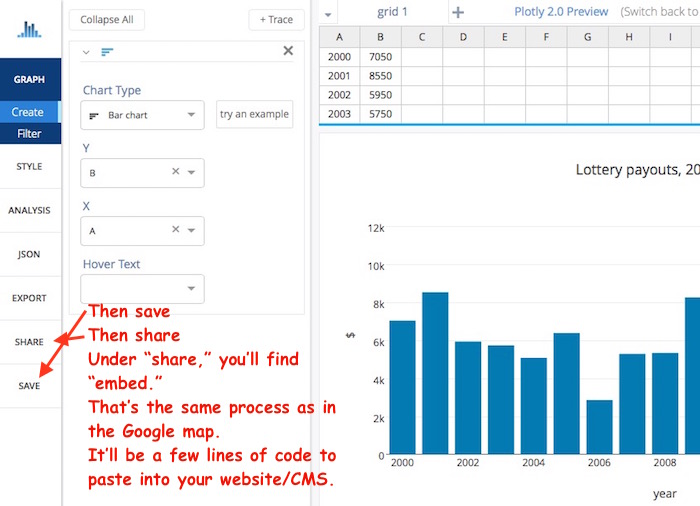 Collapse All
+ Trace
grid 1
+
Plotly 2.0 Preview
(Switch back to
A B C D E F G H I
2000 7050
2001 8550
2002 5950
2003 5750
GRAPH
Create
Filter
STYLE
ANALYSIS
JSON
EXPORT
SHARE
SAVE
Chart Type
Bar chart
try an example
Y
B
X
A
Hover Text
Then save
Then share
Under “share,” you’ll find
“embed.”
That’s the same process as in
the Google map.
It’ll be a few lines of code to
paste into your website/CMS.
Lottery payouts, 20
12k
10k
8k
6k
4k
2k
0
$
2000 2002 2004 2006 2008
year